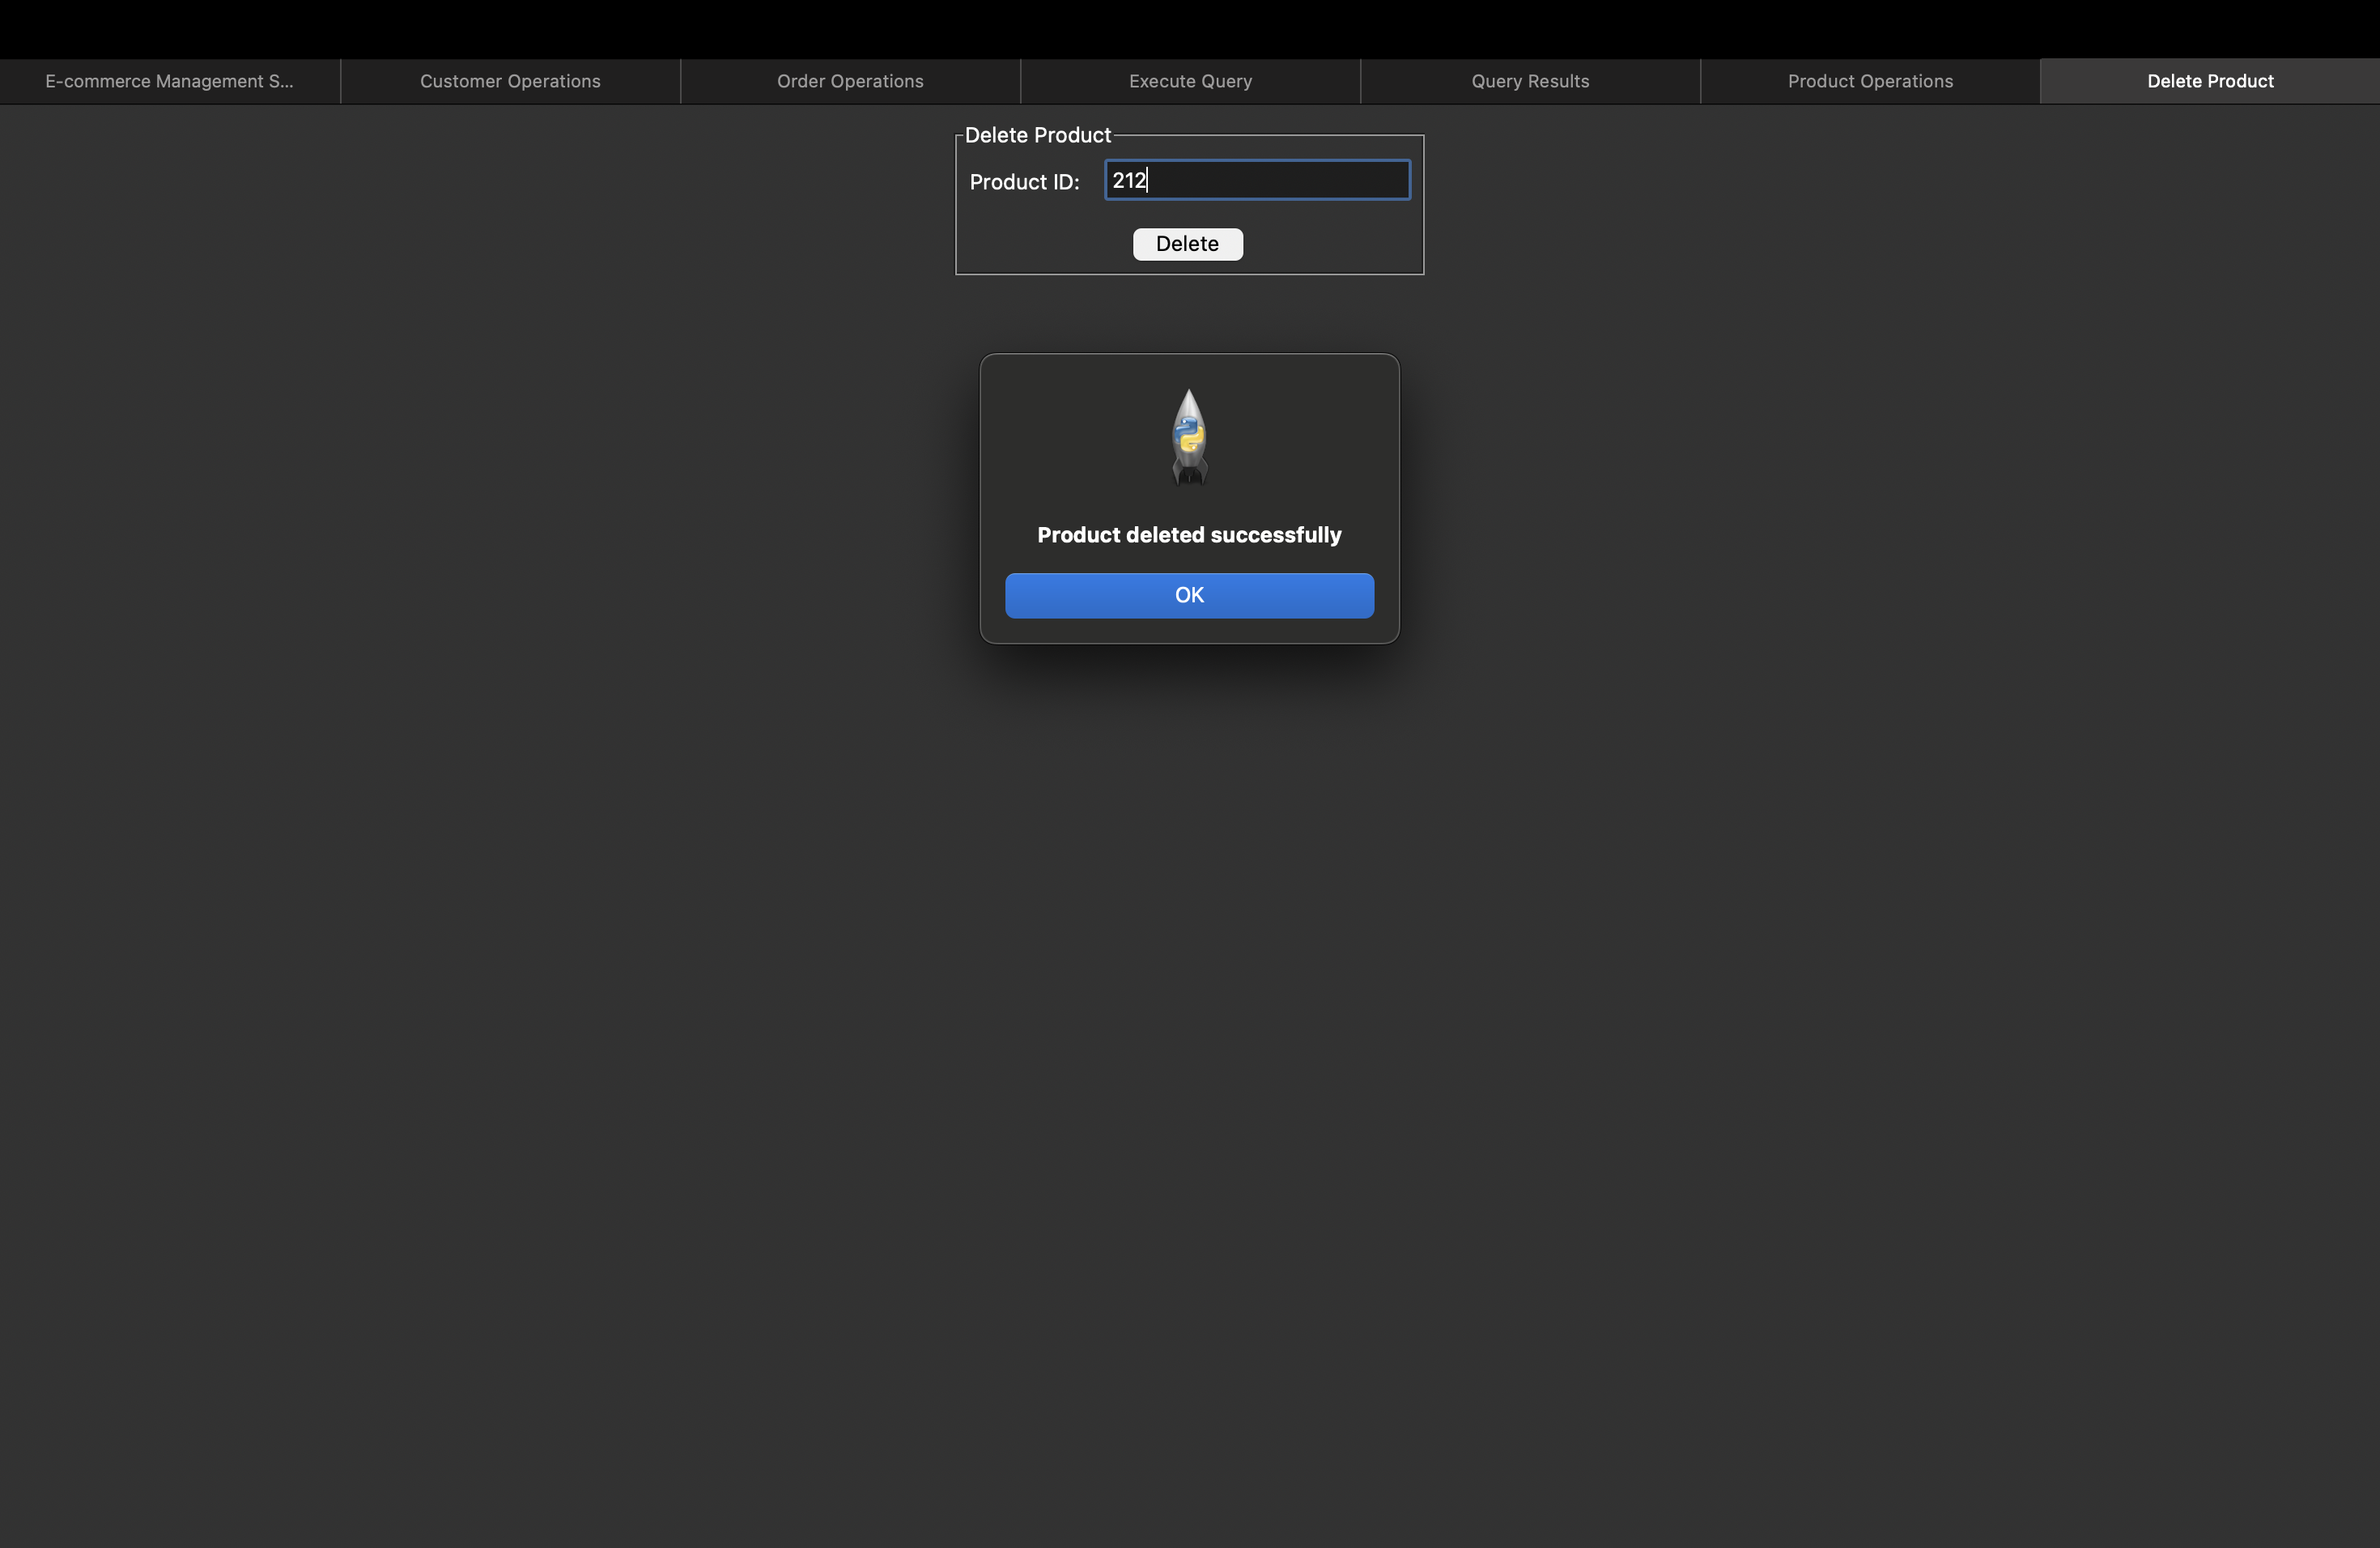 E-commerce Management S...
Customer Operations
Order Operations
Execute Query
Query Results
Product Operations
Delete Product
Delete Product
Product ID: 212
Delete
Product deleted successfully
OK